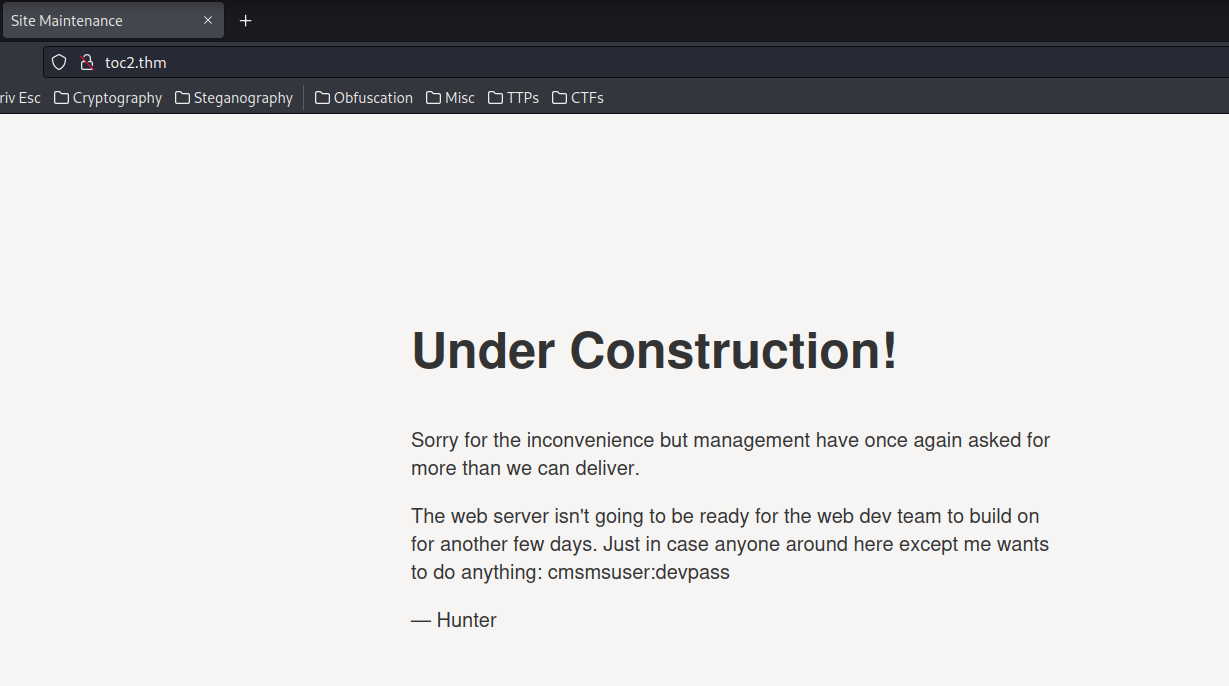 Site Maintenance
toc2.thm
riv Esc Cryptography Steganography Obfuscation Misc TTPs CTFs
Under Construction!
Sorry for the inconvenience but management have once again asked for
more than we can deliver.
The web server isn't going to be ready for the web dev team to build on
for another few days. Just in case anyone around here except me wants
to do anything: cmsmsuser:devpass
— Hunter